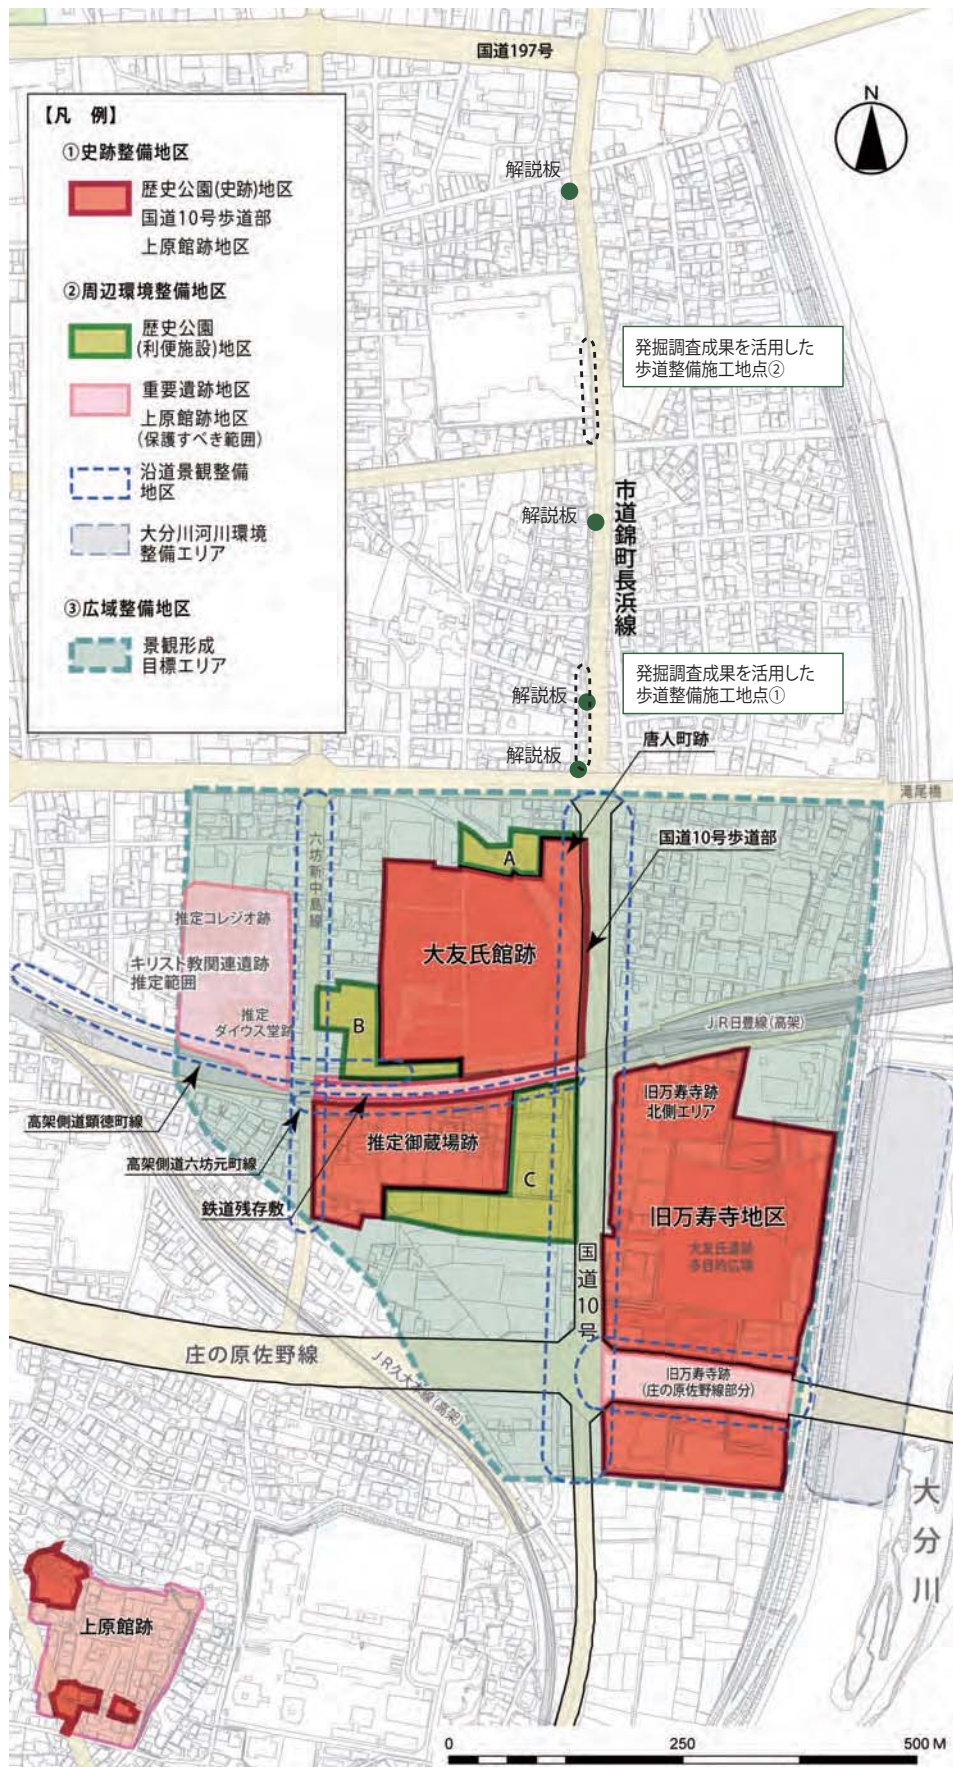 国道197号
N
【凡 例】
①史跡整備地区
歴史公園(史跡)地区
国道10号歩道部
上原館跡地区
②周辺環境整備地区
歴史公園
(利便施設)地区
重要遺跡地区
上原館跡地区
(保護すべき範囲)
沿道景観整備
地区
大分川河川環境
整備エリア
③広域整備地区
景観形成
目標エリア
解説板
発掘調査成果を活用した
歩道整備施工地点②
解説板
市道錦町長浜線
発掘調査成果を活用した
歩道整備施工地点①
解説板
解説板
唐人町跡
滝尾橋
国道10号歩道部
六坊新中島線
A
推定コレジオ跡
大友氏館跡
キリスト教関連遺跡
推定範囲
推定
ダイウス堂跡
B
JR日豊線(高架)
旧万寿寺跡
北側エリア
高架側道顕徳町線
高架側道六坊元町線
推定御蔵場跡
C
鉄道残存敷
旧万寿寺地区
大友氏遺跡
多目的広場
国道10号
庄の原佐野線
JR久大本線(高架)
旧万寿寺跡
(庄の原佐野線部分)
大分川
上原館跡
0 250 500 M